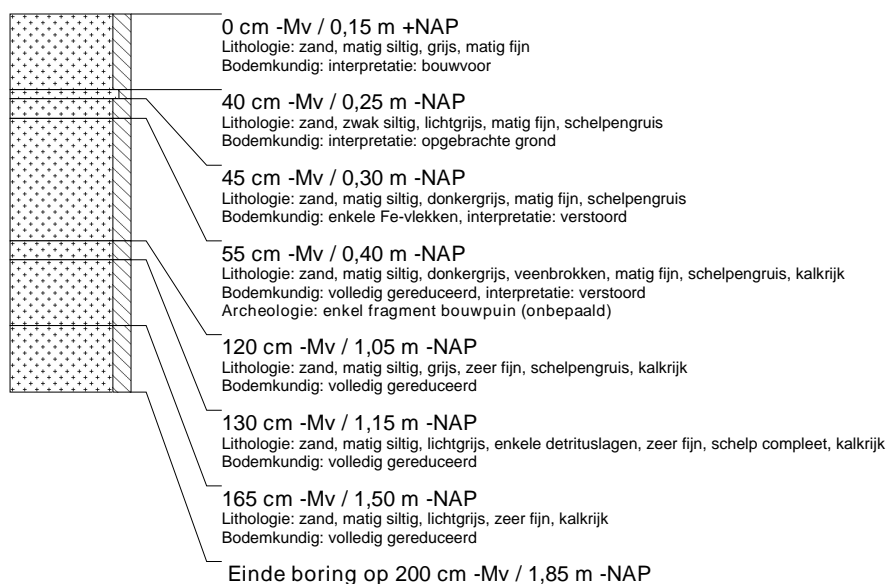 0 cm -Mv / 0,15 m +NAP
Lithologie: zand, matig siltig, grijs, matig fijn
Bodemkundig: interpretatie: bouwvoor
40 cm -Mv / 0,25 m -NAP
Lithologie: zand, zwak siltig, lichtgrijs, matig fijn, schelpengruis
Bodemkundig: interpretatie: opgebrachte grond
45 cm -Mv / 0,30 m -NAP
Lithologie: zand, matig siltig, donkergrijs, matig fijn, schelpengruis
Bodemkundig: enkele Fe-vlekken, interpretatie: verstoord
55 cm -Mv / 0,40 m -NAP
Lithologie: zand, matig siltig, donkergrijs, veenbrokken, matig fijn, schelpengruis, kalkrijk
Bodemkundig: volledig gereduceerd, interpretatie: verstoord
Archeologie: enkel fragment bouwpuin (onbepaald)
120 cm -Mv / 1,05 m -NAP
Lithologie: zand, matig siltig, grijs, zeer fijn, schelpengruis, kalkrijk
Bodemkundig: volledig gereduceerd
130 cm -Mv / 1,15 m -NAP
Lithologie: zand, matig siltig, lichtgrijs, enkele detrituslagen, zeer fijn, schelp compleet, kalkrijk
Bodemkundig: volledig gereduceerd
165 cm -Mv / 1,50 m -NAP
Lithologie: zand, matig siltig, lichtgrijs, zeer fijn, kalkrijk
Bodemkundig: volledig gereduceerd
Einde boring op 200 cm -Mv / 1,85 m -NAP